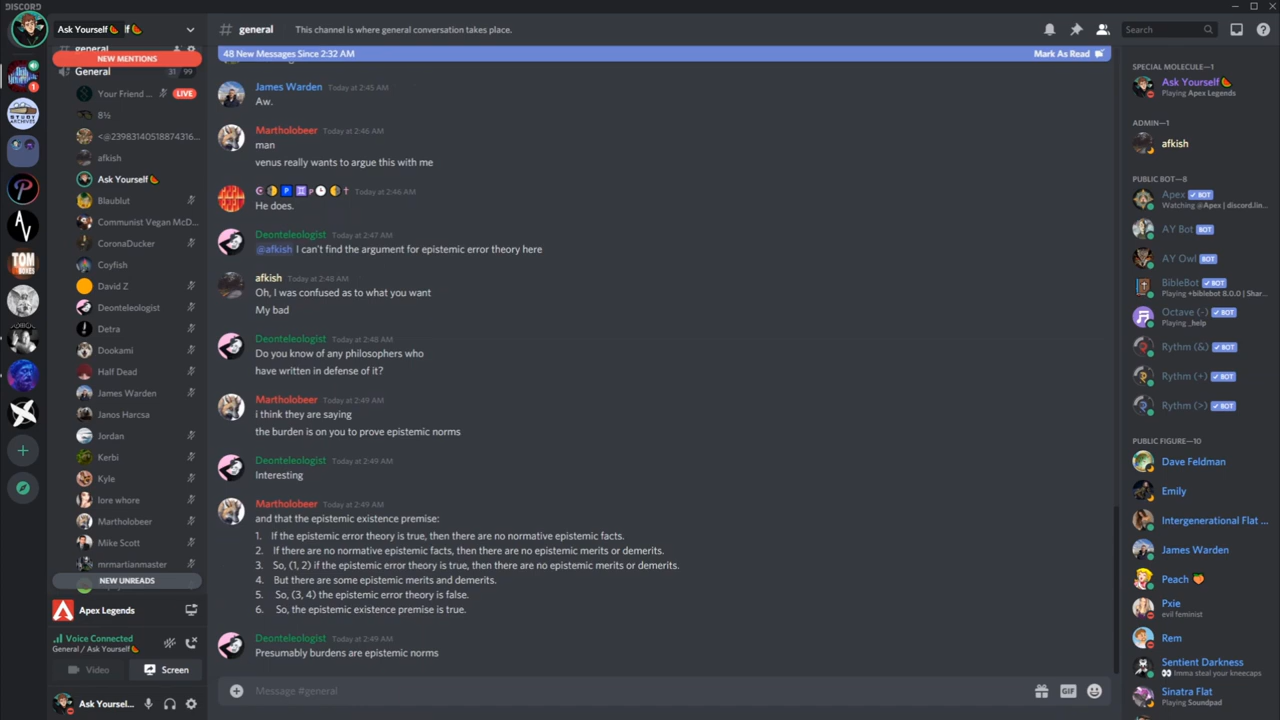 DISCORD
Ask Yourself 🍉 lf 🍉
general
NEW MENTIONS
General 31 99
Your Friend ... LIVE
8½
<@23983140518874316...
afkish
Ask Yourself 🍉
Blaublut
Communist Vegan McD...
CoronaDucker
Coyfish
David Z
Deonteleologist
Detra
Dookami
Half Dead
James Warden
Janos Harcsa
Jordan
Kerbi
Kyle
lore whore
Martholobeer
Mike Scott
mrmartianmaster
NEW UNREADS
Apex Legends
Voice Connected
General / Ask Yourself 🍉
Video Screen
Ask Yoursel...
# general This channel is where general conversation takes place.
Search
48 New Messages Since 2:32 AM Mark As Read
James Warden Today at 2:45 AM
Aw.
Martholobeer Today at 2:46 AM
man
venus really wants to argue this with me
Today at 2:46 AM
He does.
Deonteleologist Today at 2:47 AM
@afkish I can't find the argument for epistemic error theory here
afkish Today at 2:48 AM
Oh, I was confused as to what you want
My bad
Deonteleologist Today at 2:48 AM
Do you know of any philosophers who
have written in defense of it?
Martholobeer Today at 2:49 AM
i think they are saying
the burden is on you to prove epistemic norms
Deonteleologist Today at 2:49 AM
Interesting
Martholobeer Today at 2:49 AM
and that the epistemic existence premise:
1. If the epistemic error theory is true, then there are no normative epistemic facts.
2. If there are no normative epistemic facts, then there are no epistemic merits or demerits.
3. So, (1, 2) if the epistemic error theory is true, then there are no epistemic merits or demerits.
4. But there are some epistemic merits and demerits.
5. So, (3, 4) the epistemic error theory is false.
6. So, the epistemic existence premise is true.
Deonteleologist Today at 2:49 AM
Presumably burdens are epistemic norms
Message #general
GIF
SPECIAL MOLECULE—1
Ask Yourself 🍉
Playing Apex Legends
ADMIN—1
afkish
PUBLIC BOT—8
Apex ✓ BOT
Watching @Apex | discord.lin...
AY Bot BOT
AY Owl BOT
BibleBot ✓ BOT
Playing +biblebot 8.0.0 | Shar...
Octave (-) ✓ BOT
Playing _help
Rythm (&) ✓ BOT
Rythm (+) ✓ BOT
Rythm (>) ✓ BOT
PUBLIC FIGURE—10
Dave Feldman
Emily
Intergenerational Flat ...
James Warden
Peach 🍑
Pxie
evil feminist
Rem
Sentient Darkness
👀 Imma steal your kneecaps
Sinatra Flat
Playing Soundpad